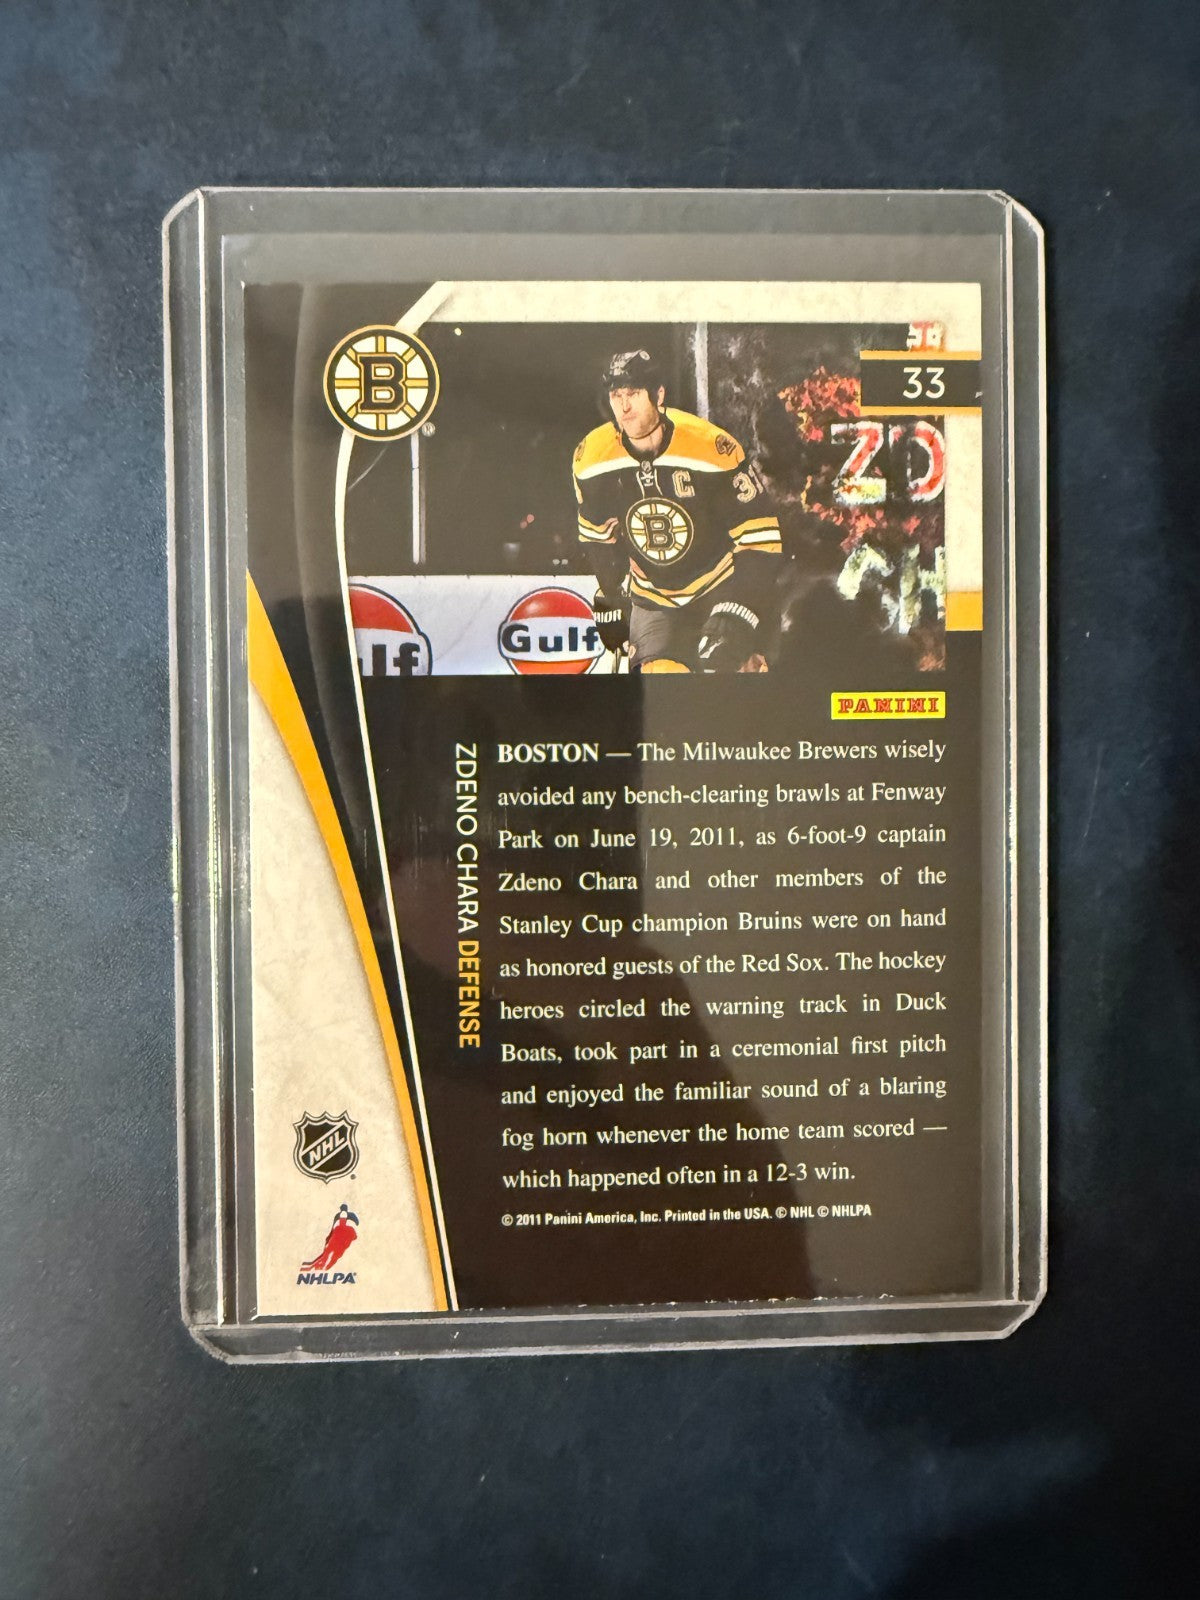 B
®
33
C
33
B
ZD
lf
Gulf
WARRIOR
PANINI
ZDENO CHARA DEFENSE
BOSTON — The Milwaukee Brewers wisely
avoided any bench-clearing brawls at Fenway
Park on June 19, 2011, as 6-foot-9 captain
Zdeno Chara and other members of the
Stanley Cup champion Bruins were on hand
as honored guests of the Red Sox. The hockey
heroes circled the warning track in Duck
Boats, took part in a ceremonial first pitch
and enjoyed the familiar sound of a blaring
fog horn whenever the home team scored —
which happened often in a 12-3 win.
© 2011 Panini America, Inc. Printed in the USA. © NHL © NHLPA
NHL
NHLPA